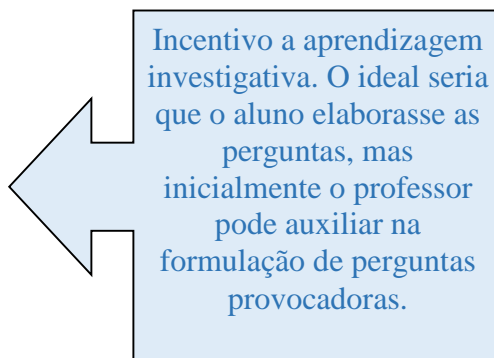 Incentivo a aprendizagem
investigativa. O ideal seria
que o aluno elaborasse as
perguntas, mas
inicialmente o professor
pode auxiliar na
formulação de perguntas
provocadoras.